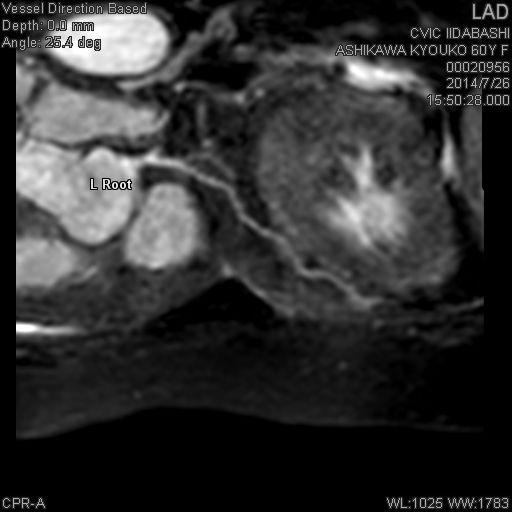 Vessel Direction Based
Depth: 0.0 mm
Angle: 25.4 deg
LAD
CVIC IIDABASHI
ASHIKAWA KYOUKO 60Y F
00020956
2014/7/26
15:50:28.000
L Root
CPR-A
WL:1025 WW:1783